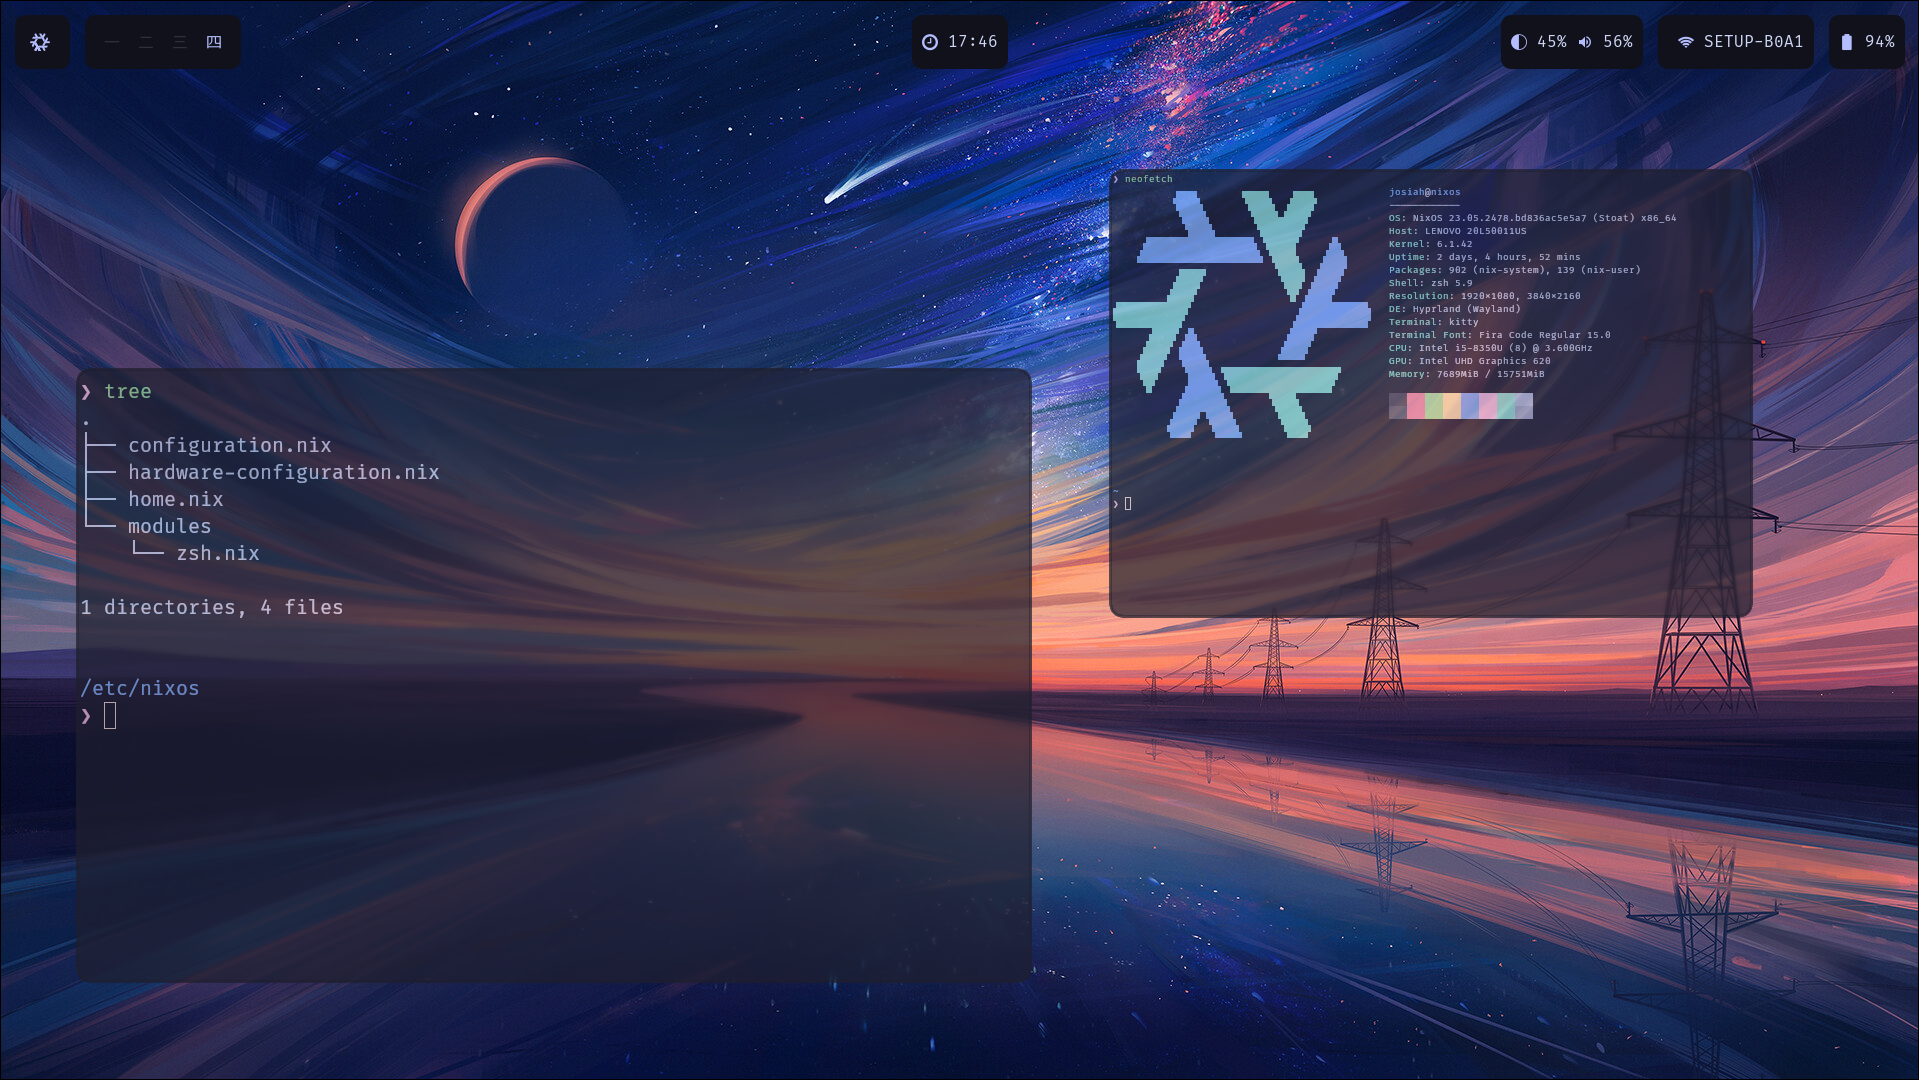 一 二 三 四
17:46
45% 56%
SETUP-B0A1
94%
❯ neofetch
josiah@nixos
------------
OS: NixOS 23.05.2478.bd836ac5e5a7 (Stoat) x86_64
Host: LENOVO 20L50011US
Kernel: 6.1.42
Uptime: 2 days, 4 hours, 52 mins
Packages: 902 (nix-system), 139 (nix-user)
Shell: zsh 5.9
Resolution: 1920×1080, 3840×2160
DE: Hyprland (Wayland)
Terminal: kitty
Terminal Font: Fira Code Regular 15.0
CPU: Intel i5-8350U (8) @ 3.600GHz
GPU: Intel UHD Graphics 620
Memory: 7689MiB / 15751MiB
~
❯
❯ tree
.
├── configuration.nix
├── hardware-configuration.nix
├── home.nix
└── modules
    └── zsh.nix
1 directories, 4 files
/etc/nixos
❯